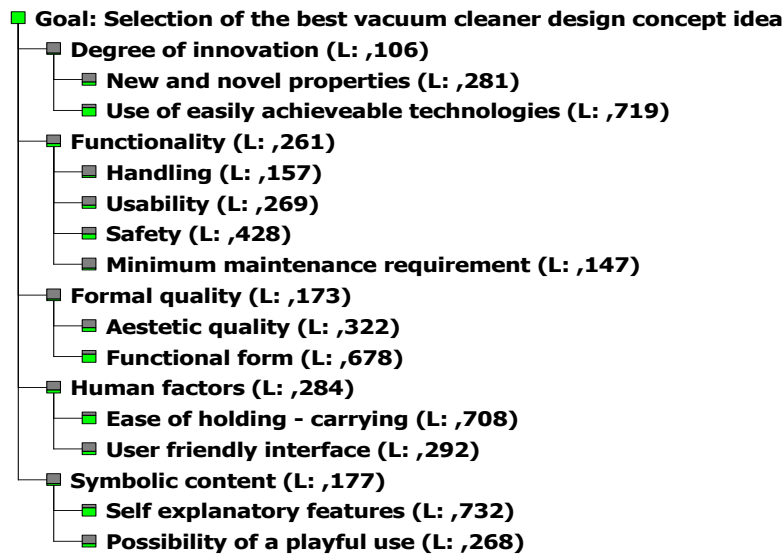 Goal: Selection of the best vacuum cleaner design concept idea
Degree of innovation (L: ,106)
New and novel properties (L: ,281)
Use of easily achieveable technologies (L: ,719)
Functionality (L: ,261)
Handling (L: ,157)
Usability (L: ,269)
Safety (L: ,428)
Minimum maintenance requirement (L: ,147)
Formal quality (L: ,173)
Aestetic quality (L: ,322)
Functional form (L: ,678)
Human factors (L: ,284)
Ease of holding - carrying (L: ,708)
User friendly interface (L: ,292)
Symbolic content (L: ,177)
Self explanatory features (L: ,732)
Possibility of a playful use (L: ,268)